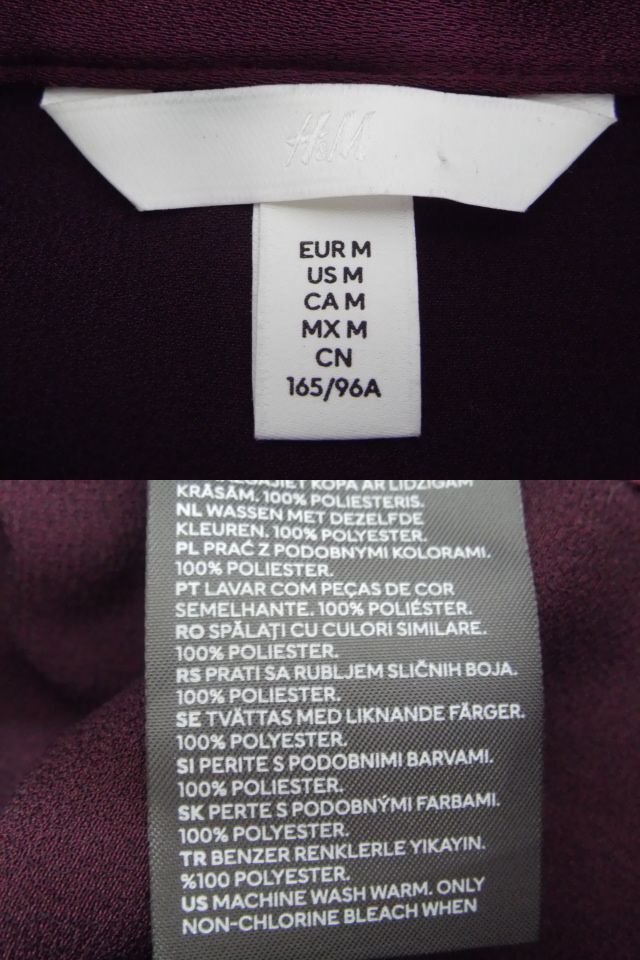 H&M
EUR M
US M
CA M
MX M
CN
165/96A
KOPĀ AR LĪDZĪGĀM
KRĀSĀM. 100% POLIESTERIS.
NL WASSEN MET DEZELFDE
KLEUREN. 100% POLYESTER.
PL PRAĆ Z PODOBNYMI KOLORAMI.
100% POLIESTER.
PT LAVAR COM PEÇAS DE COR
SEMELHANTE. 100% POLIÉSTER.
RO SPĂLAȚI CU CULORI SIMILARE.
100% POLIESTER.
RS PRATI SA RUBLJEM SLIČNIH BOJA.
100% POLIESTER.
SE TVÄTTAS MED LIKNANDE FÄRGER.
100% POLYESTER.
SI PERITE S PODOBNIMI BARVAMI.
100% POLIESTER.
SK PERTE S PODOBNÝMI FARBAMI.
100% POLYESTER.
TR BENZER RENKLERLE YIKAYIN.
%100 POLYESTER.
US MACHINE WASH WARM. ONLY
NON-CHLORINE BLEACH WHEN